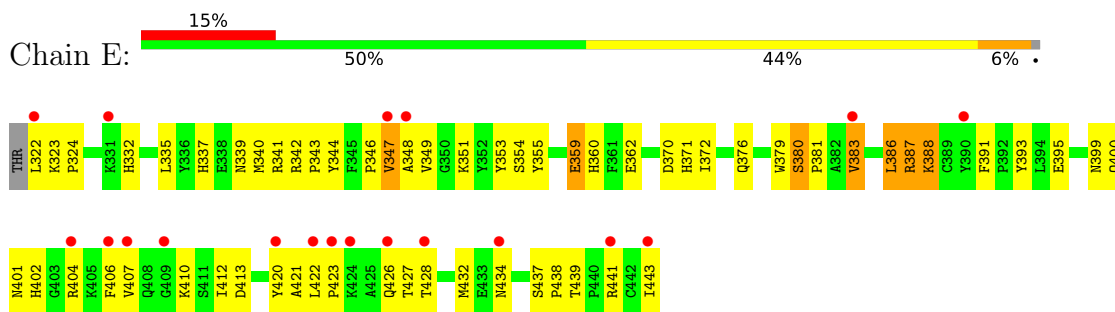 15%
Chain E:
50% 44% 6% •
THR L322 K323 P324 K331 H332 L335 Y336 H337 E338 N339 M340 R341 R342 P343 Y344 F345 P346 V347 A348 V349 G350 K351 Y352 Y353 S354 Y355 E359 H360 F361 E362 D370 H371 I372 Q376 W379 S380 P381 A382 V383 L386 R387 K388 C389 Y390 F391 P392 Y393 L394 E395 N399
N401 H402 G403 R404 K405 F406 V407 Q408 G409 K410 S411 I412 D413 Y420 A421 L422 P423 K424 A425 Q426 T427 T428 M432 E433 N434 S437 P438 T439 P440 R441 C442 I443